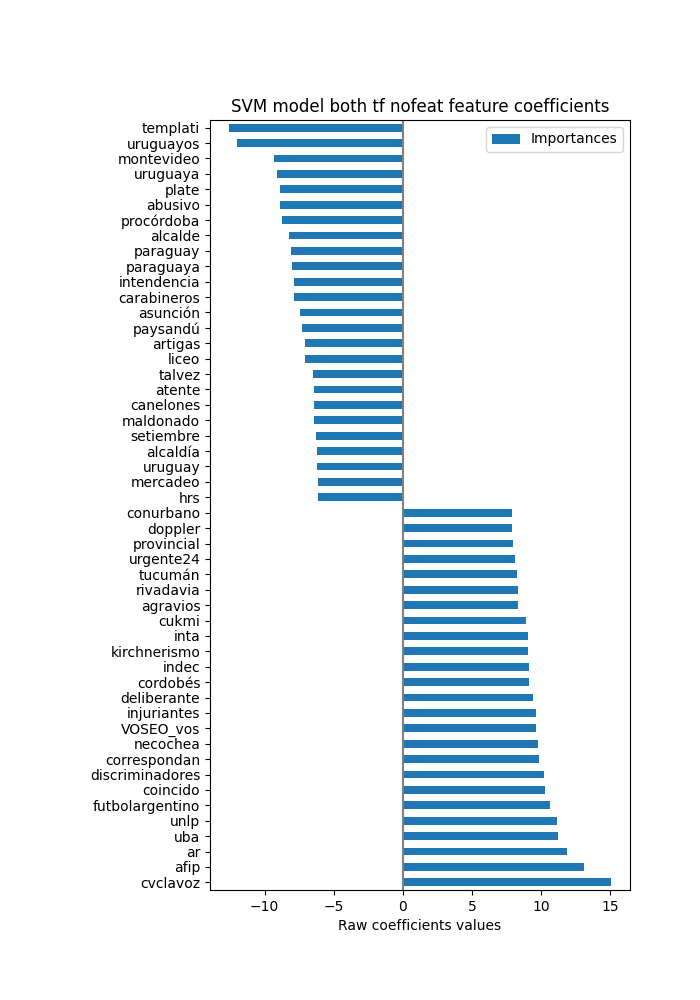 SVM model both tf nofeat feature coefficients
Importances
templati
uruguayos
montevideo
uruguaya
plate
abusivo
procórdoba
alcalde
paraguay
paraguaya
intendencia
carabineros
asunción
paysandú
artigas
liceo
talvez
atente
canelones
maldonado
setiembre
alcaldía
uruguay
mercadeo
hrs
conurbano
doppler
provincial
urgente24
tucumán
rivadavia
agravios
cukmi
inta
kirchnerismo
indec
cordobés
deliberante
injuriantes
VOSEO_vos
necochea
correspondan
discriminadores
coincido
futbolargentino
unlp
uba
ar
afip
cvclavoz
−10 −5 0 5 10 15
Raw coefficients values